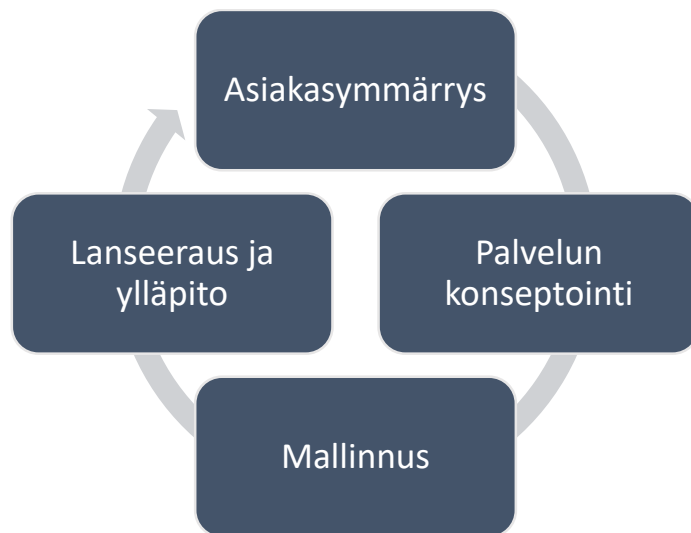 Asiakasymmärrys
Palvelun
konseptointi
Mallinnus
Lanseeraus ja
ylläpito